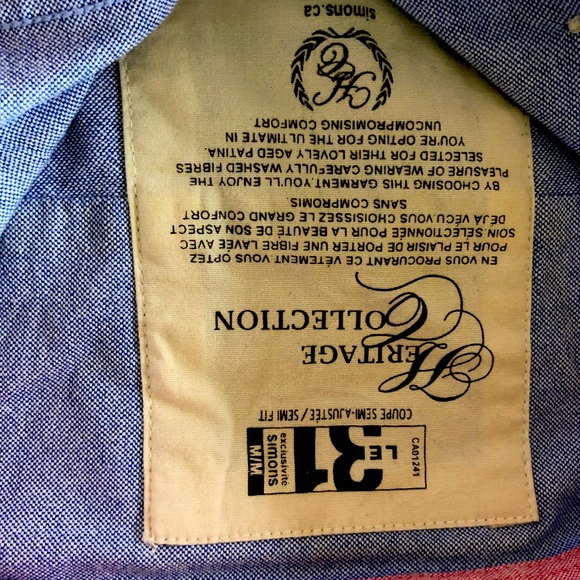 CA01241
LE
31
exclusivité
simons
M/M
COUPE SEMI-AJUSTÉE / SEMI FIT
HERITAGE
COLLECTION
EN VOUS PROCURANT CE VÊTEMENT, VOUS OPTEZ
POUR LE PLAISIR DE PORTER UNE FIBRE LAVÉE AVEC
SOIN, SÉLECTIONNÉE POUR LA BEAUTÉ DE SON ASPECT
DÉJÀ VÉCU. VOUS CHOISISSEZ LE GRAND CONFORT
SANS COMPROMIS.
BY CHOOSING THIS GARMENT, YOU'LL ENJOY THE
PLEASURE OF WEARING CAREFULLY WASHED FIBRES
SELECTED FOR THEIR LOVELY AGED PATINA.
YOU'RE OPTING FOR THE ULTIMATE IN
UNCOMPROMISING COMFORT
HC
simons.ca